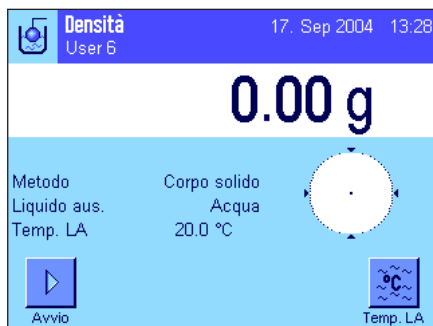 Densità 17. Sep 2004 13:28
User 6
0.00 g
Metodo Corpo solido
Liquido aus. Acqua
Temp. LA 20.0 °C
°C
Avvio Temp. LA